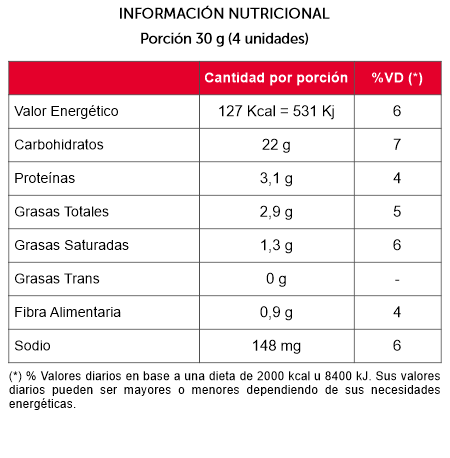 INFORMACIÓN NUTRICIONAL
Porción 30 g (4 unidades)
Cantidad por porción %VD (*)
Valor Energético 127 Kcal = 531 Kj 6
Carbohidratos 22 g 7
Proteínas 3,1 g 4
Grasas Totales 2,9 g 5
Grasas Saturadas 1,3 g 6
Grasas Trans 0 g -
Fibra Alimentaria 0,9 g 4
Sodio 148 mg 6
(*) % Valores diarios en base a una dieta de 2000 kcal u 8400 kJ. Sus valores
diarios pueden ser mayores o menores dependiendo de sus necesidades
energéticas.